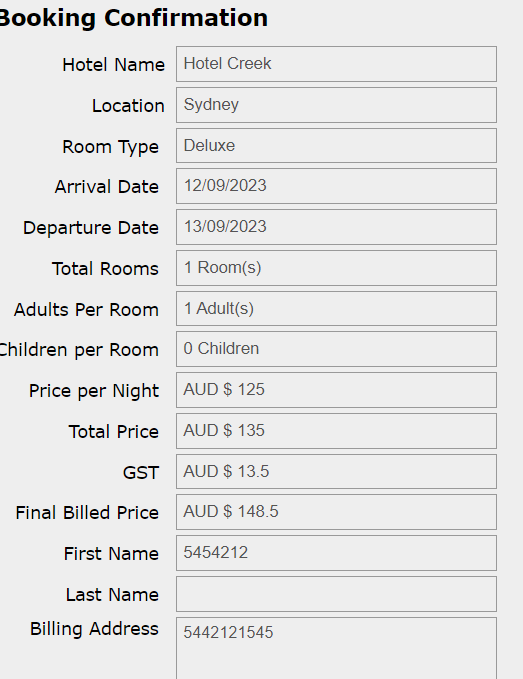 Booking Confirmation
Hotel Name Hotel Creek
Location Sydney
Room Type Deluxe
Arrival Date 12/09/2023
Departure Date 13/09/2023
Total Rooms 1 Room(s)
Adults Per Room 1 Adult(s)
Children per Room 0 Children
Price per Night AUD $ 125
Total Price AUD $ 135
GST AUD $ 13.5
Final Billed Price AUD $ 148.5
First Name 5454212
Last Name
Billing Address 5442121545